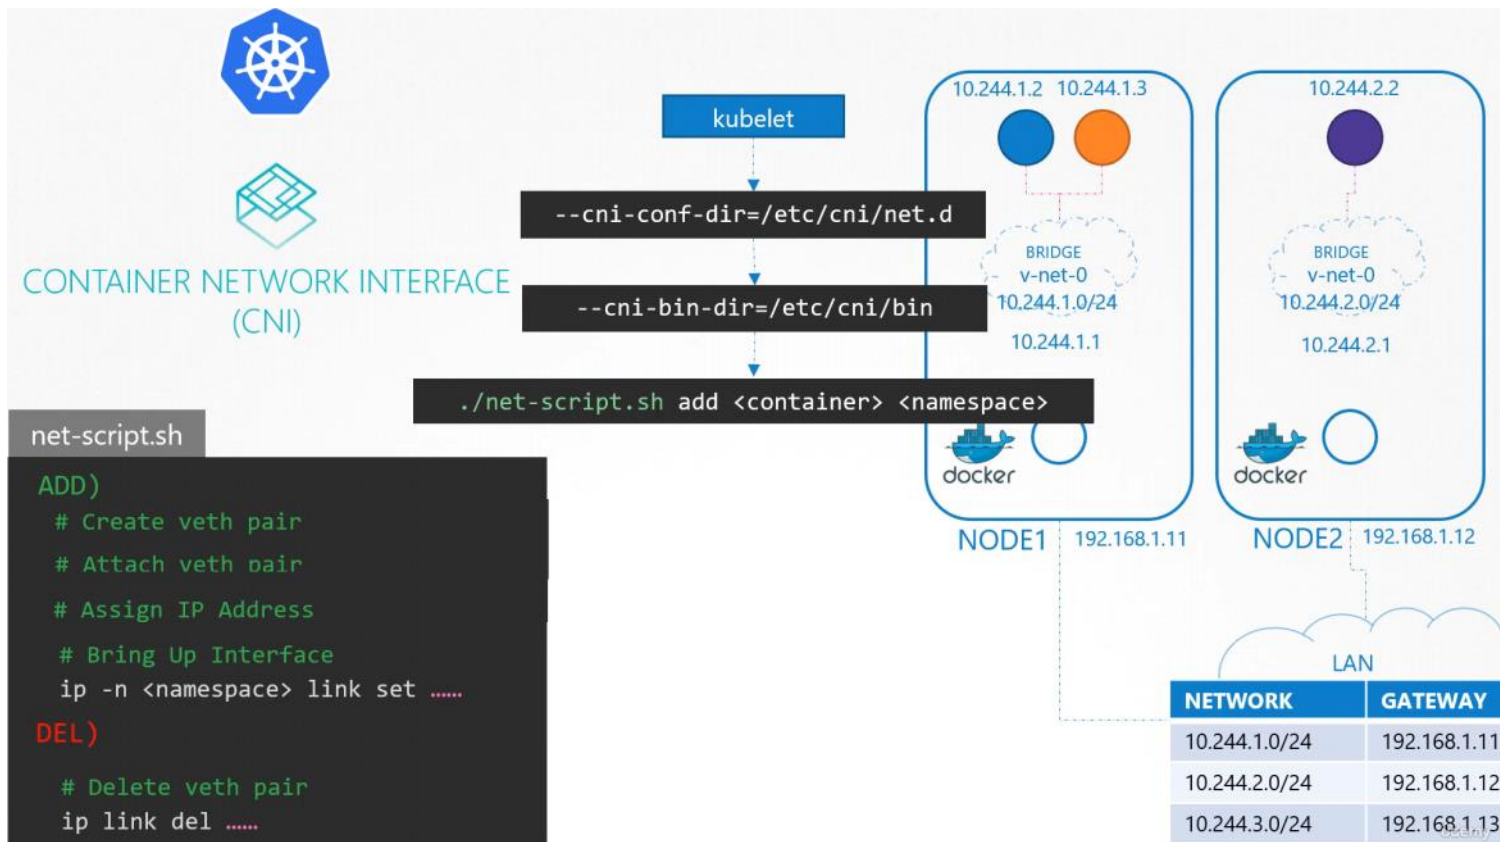 CONTAINER NETWORK INTERFACE
(CNI)
kubelet
--cni-conf-dir=/etc/cni/net.d
--cni-bin-dir=/etc/cni/bin
./net-script.sh add <container> <namespace>
net-script.sh
ADD)
# Create veth pair
# Attach veth pair
# Assign IP Address
# Bring Up Interface
ip -n <namespace> link set ......
DEL)
# Delete veth pair
ip link del ......
10.244.1.2 10.244.1.3
BRIDGE
v-net-0
10.244.1.0/24
10.244.1.1
docker
NODE1 192.168.1.11
10.244.2.2
BRIDGE
v-net-0
10.244.2.0/24
10.244.2.1
docker
NODE2 192.168.1.12
LAN
NETWORK GATEWAY
10.244.1.0/24 192.168.1.11
10.244.2.0/24 192.168.1.12
10.244.3.0/24 192.168.1.13